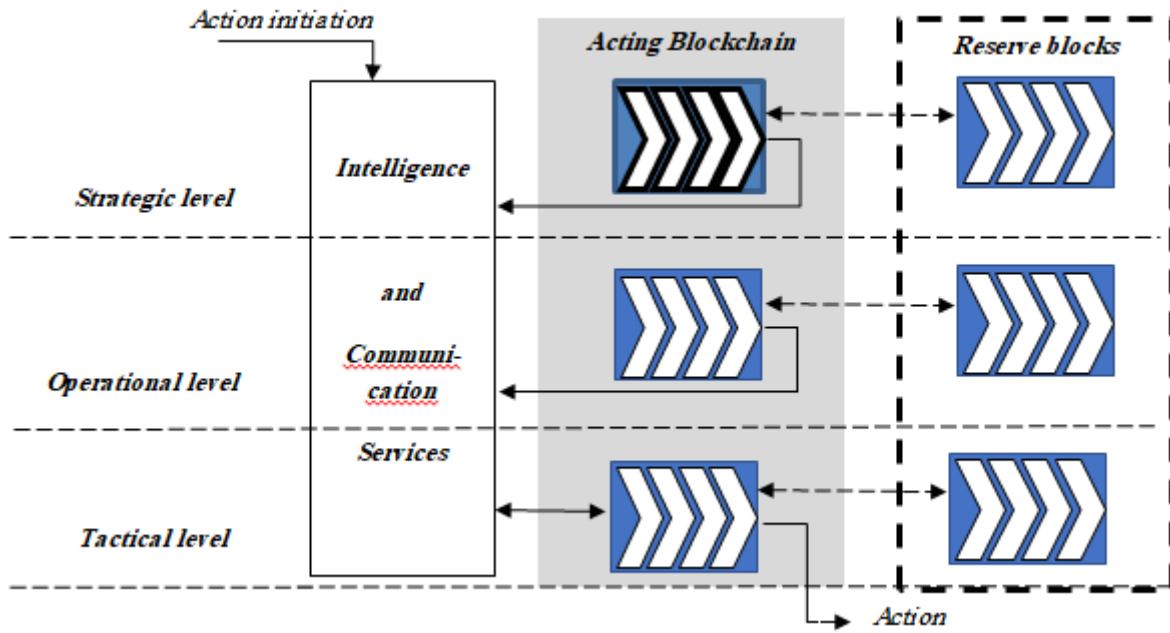 Action initiation
Acting Blockchain
Reserve blocks
Intelligence
Strategic level
and
Communi-
Operational level
cation
Services
Tactical level
Action